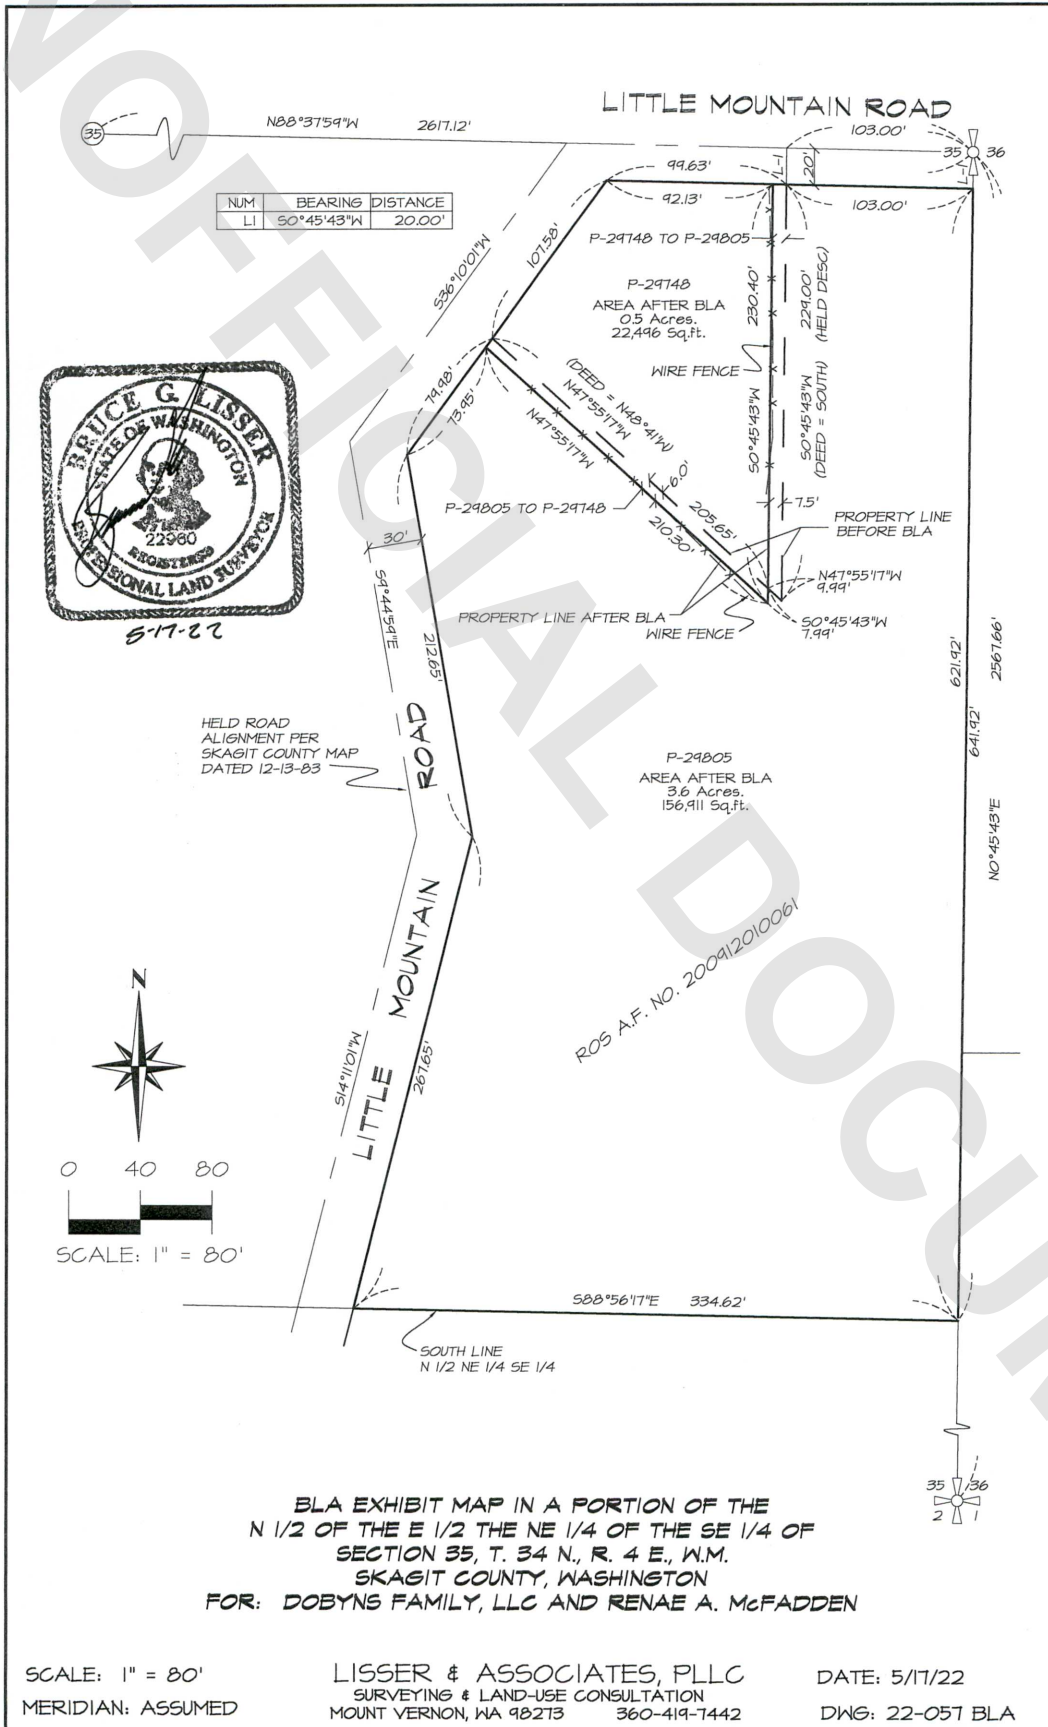 UNOFFICIAL DOCUM
LITTLE MOUNTAIN ROAD
N88°37'59"W 2617.12'
35
103.00'
35 36
L-1
20'
L-1
99.63'
92.13'
103.00'
NUM BEARING DISTANCE
L1 S0°45'43"W 20.00'
S36°10'01"W
107.58'
P-29748 TO P-29805
P-29748
AREA AFTER BLA
0.5 Acres.
22,496 Sq.ft.
230.40'
S0°45'43"W
229.00' (HELD DESC)
S0°45'43"W
(DEED = SOUTH)
WIRE FENCE
(DEED = N48°41'W)
N47°55'17"W
N47°55'17"W
79.98'
73.95'
BRUCE G. LISSER
STATE OF WASHINGTON
22960
REGISTERED
PROFESSIONAL LAND SURVEYOR
5-17-22
6.0'
P-29805 TO P-29748
205.65'
210.30'
7.5'
PROPERTY LINE
BEFORE BLA
30'
S9°44'59"E
N47°55'17"W
9.99'
PROPERTY LINE AFTER BLA
WIRE FENCE
S0°45'43"W
7.99'
212.65'
621.92'
2567.66'
641.92'
N0°45'43"E
HELD ROAD
ALIGNMENT PER
SKAGIT COUNTY MAP
DATED 12-13-83
P-29805
AREA AFTER BLA
3.6 Acres.
156,911 Sq.ft.
LITTLE MOUNTAIN ROAD
ROS A.F. NO. 200912010061
N
S14°11'01"W
267.65'
0 40 80
SCALE: 1" = 80'
S88°56'17"E 334.62'
SOUTH LINE
N 1/2 NE 1/4 SE 1/4
35 36
2 1
BLA EXHIBIT MAP IN A PORTION OF THE
N 1/2 OF THE E 1/2 THE NE 1/4 OF THE SE 1/4 OF
SECTION 35, T. 34 N., R. 4 E., W.M.
SKAGIT COUNTY, WASHINGTON
FOR: DOBYNS FAMILY, LLC AND RENAE A. McFADDEN
SCALE: 1" = 80'
MERIDIAN: ASSUMED
LISSER & ASSOCIATES, PLLC
SURVEYING & LAND-USE CONSULTATION
MOUNT VERNON, WA 98273 360-419-7442
DATE: 5/17/22
DWG: 22-057 BLA